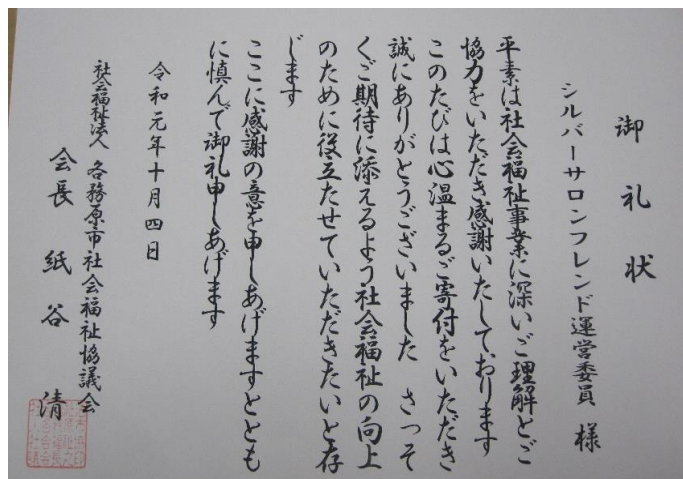 御礼状
シルバーサロンフレンド運営委員 様
平素は社会福祉事業に深いご理解とご
協力をいただき感謝いたしております
このたびは心温まるご寄付をいただき
誠にありがとうございました さっそ
くご期待に添えるよう社会福祉の向上
のために役立たせていただきたいと存
じます
ここに感謝の意を申しあげますととも
に慎んで御礼申しあげます
令和元年十月四日
社会福祉法人 各務原市社会福祉協議会
会長 紙谷 清